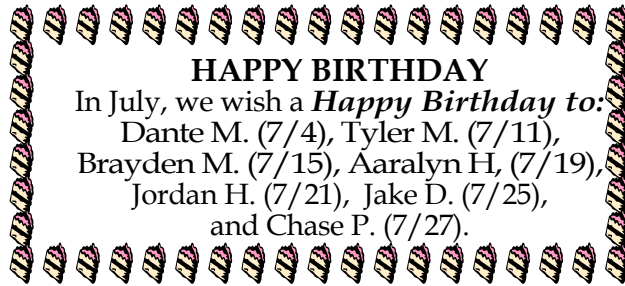 HAPPY BIRTHDAY
In July, we wish a Happy Birthday to:
Dante M. (7/4), Tyler M. (7/11),
Brayden M. (7/15), Aaralyn H, (7/19),
Jordan H. (7/21), Jake D. (7/25),
and Chase P. (7/27).